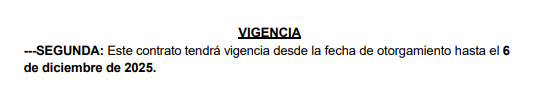 VIGENCIA
---SEGUNDA: Este contrato tendrá vigencia desde la fecha de otorgamiento hasta el 6
de diciembre de 2025.